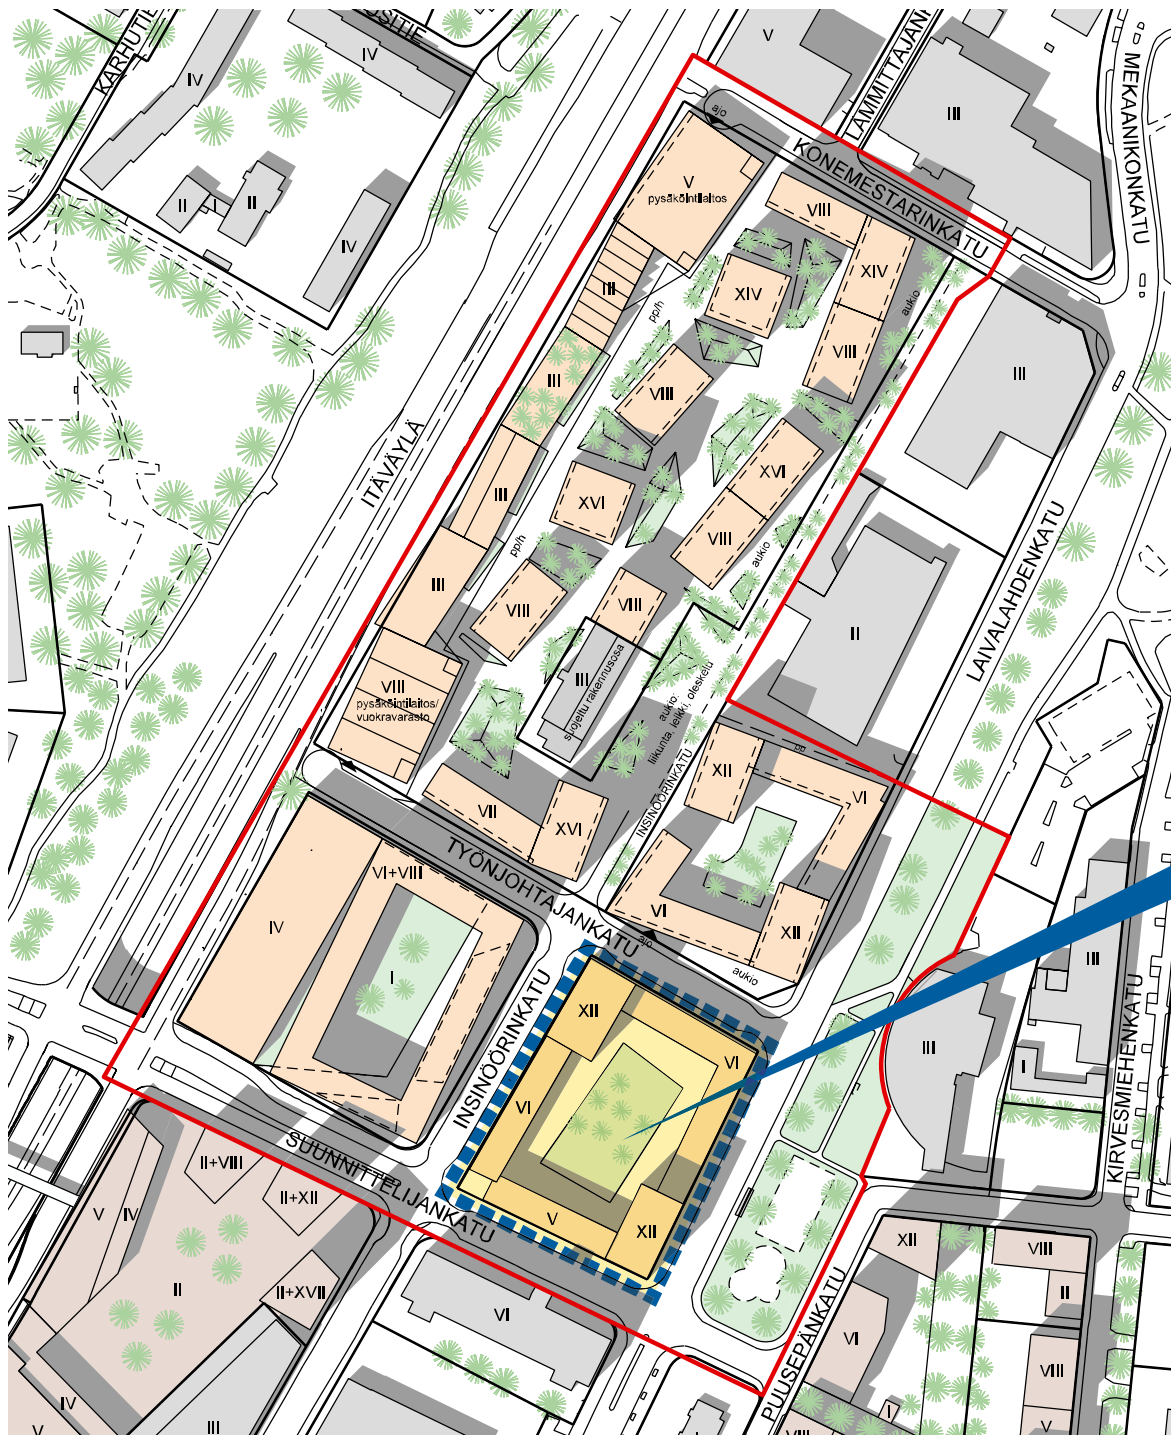 KARHUTIE
OSITIE
IV
IV
II
I
II
IV
V
LÄMMITTÄJÄN
III
MEKAANIKONKATU
ajo
KONEMESTARINKATU
V
pysäköintilaitos
VIII
XIV
aukio
III
pp/h
XIV
VIII
III
III
VIII
ITÄVÄYLÄ
XVI
III
XVI
VIII
pp/h
aukio
III
VIII
VIII
II
LAIVALAHDENKATU
III
suojeltu rakennusosa
aukio:
liikunta, leikki, oleskelu
VIII
pysäköintilaitos/
vuokravarasto
INSINÖÖRINKATU
pp
XII
VI
VII
XVI
TYÖNJOHTAJANKATU
VI+VIII
IV
I
VI
XII
ajo
aukio
INSINÖÖRINKATU
XII
VI
VI
V
XII
III
III
I
KIRVESMIEHENKATU
SUUNNITTELIJANKATU
II+VIII
II+XII
II+XVII
V
IV
II
VI
IV
V
III
PUUSEPÄNKATU
XII
VIII
II
VI
VIII
I
V
VIII
I